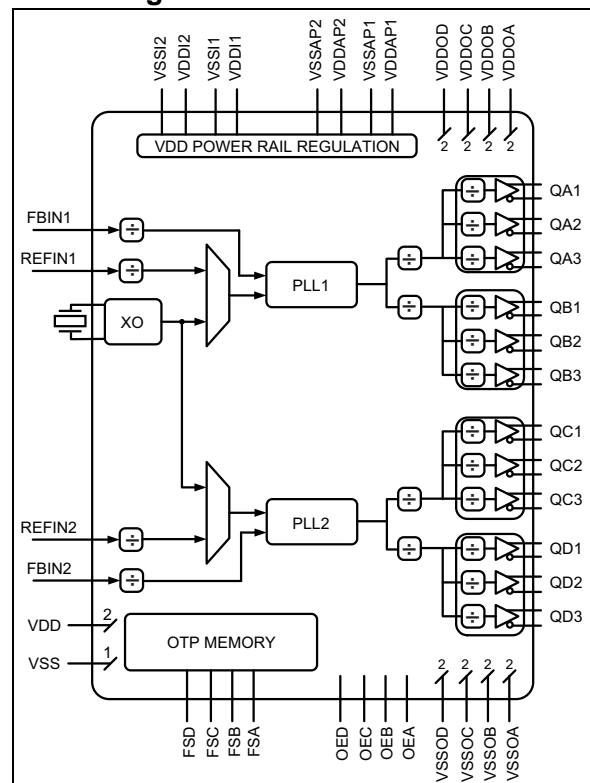 VSSI2
VDDI2
VSSI1
VDDI1
VSSAP2
VDDAP2
VSSAP1
VDDAP1
VDDOD
VDDOC
VDDOB
VDDOA
2 2 2 2
VDD POWER RAIL REGULATION
FBIN1
÷
REFIN1
÷
XO
PLL1
÷
÷
÷ QA1
÷ QA2
÷ QA3
÷ QB1
÷ QB2
÷ QB3
REFIN2
÷
FBIN2
÷
PLL2
÷
÷
÷ QC1
÷ QC2
÷ QC3
÷ QD1
÷ QD2
÷ QD3
VDD 2
VSS 1
OTP MEMORY
FSD
FSC
FSB
FSA
OED
OEC
OEB
OEA
2 2 2 2
VSSOD
VSSOC
VSSOB
VSSOA